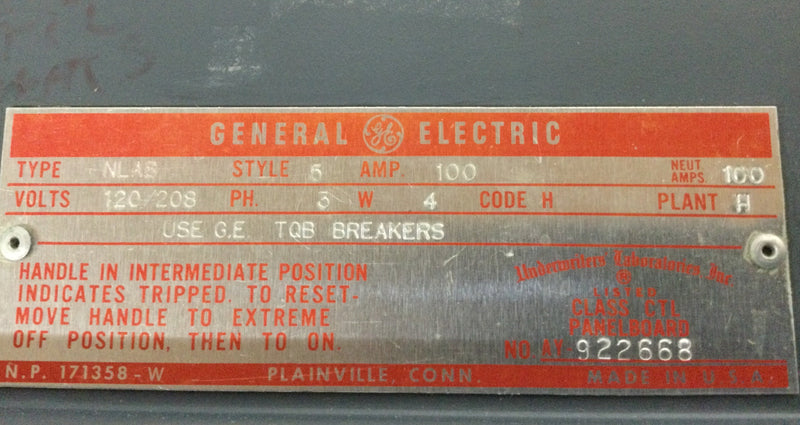 GENERAL GE ELECTRIC
TYPE NLAB STYLE 5 AMP. 100 NEUT. AMPS. 100
VOLTS 120/208 PH. 3 W 4 CODE H PLANT H
USE G.E. TQB BREAKERS
HANDLE IN INTERMEDIATE POSITION
INDICATES TRIPPED. TO RESET-
MOVE HANDLE TO EXTREME
OFF POSITION, THEN TO ON.
Underwriters' Laboratories Inc.
LISTED
CLASS CTL
PANELBOARD
NO. AY-922668
N.P. 171358-W PLAINVILLE, CONN. MADE IN U.S.A.